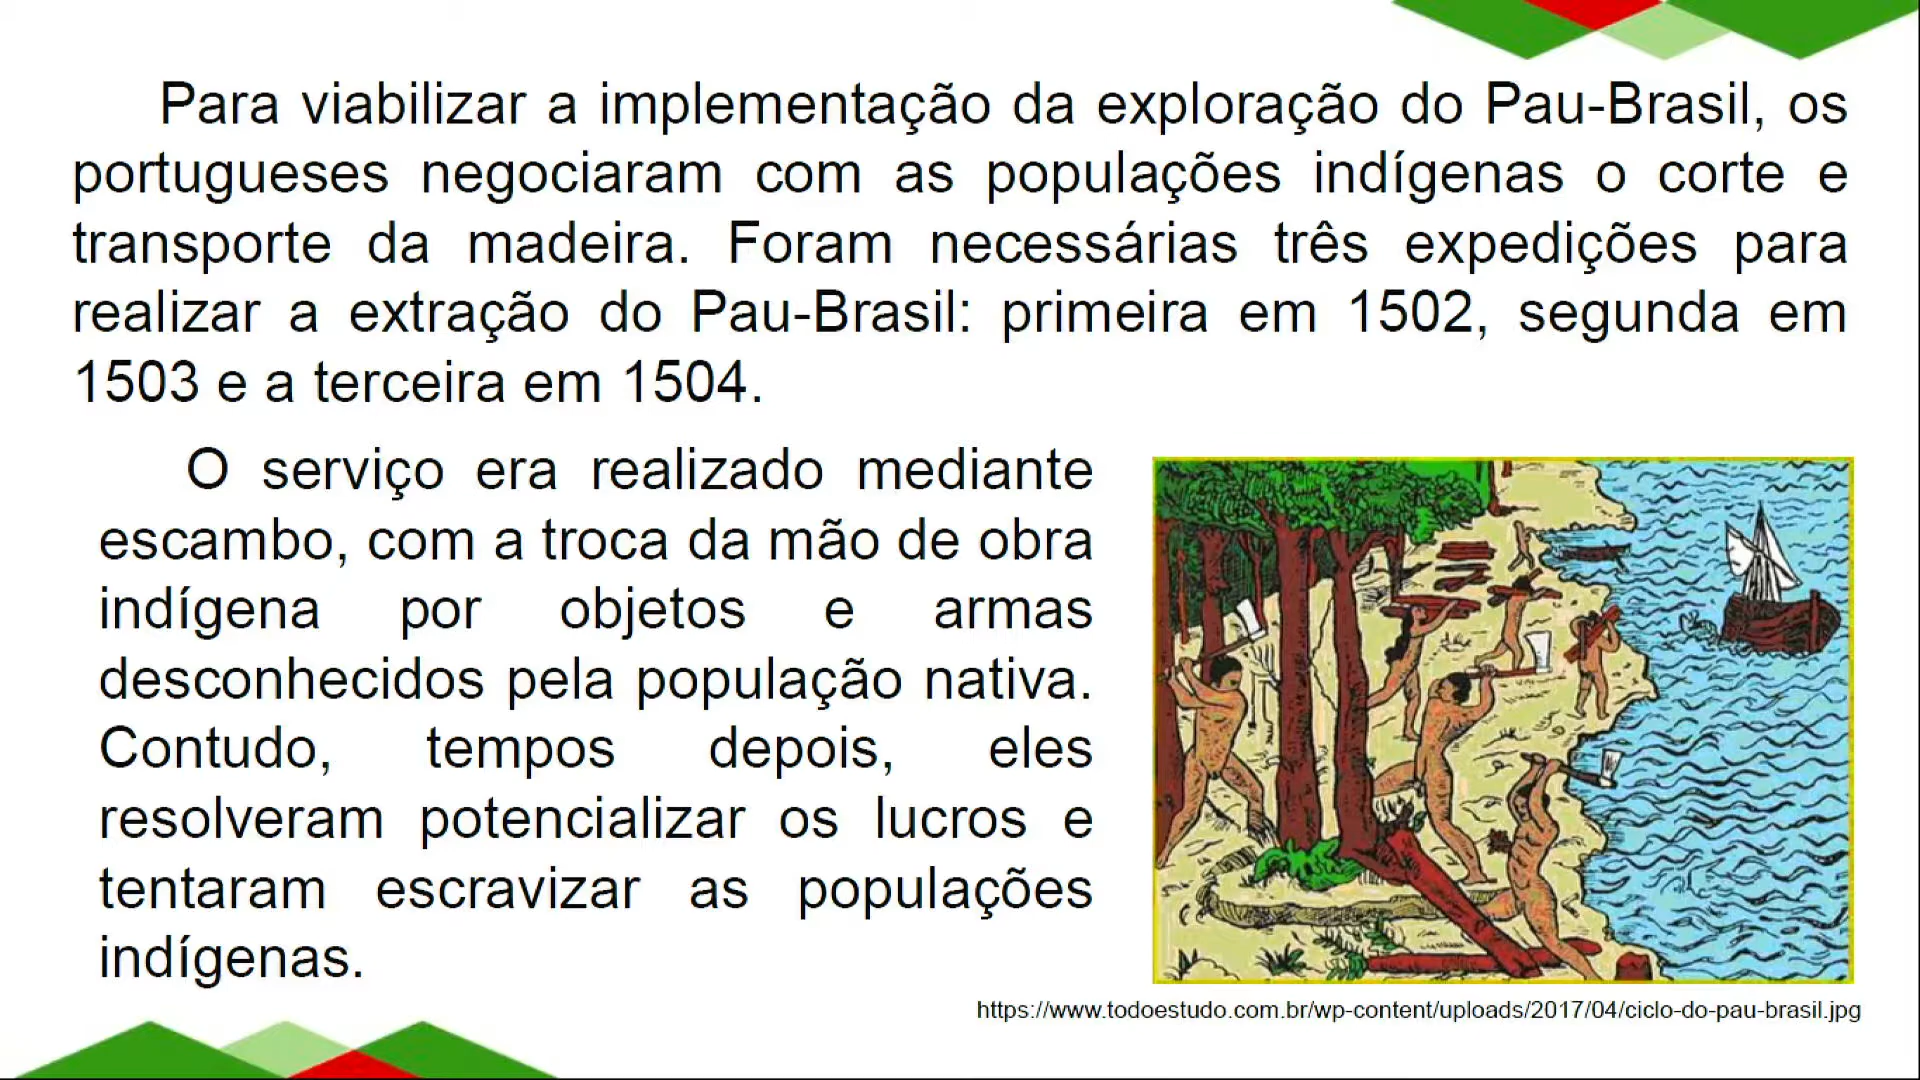 Para viabilizar a implementação da exploração do Pau-Brasil, os
portugueses negociaram com as populações indígenas o corte e
transporte da madeira. Foram necessárias três expedições para
realizar a extração do Pau-Brasil: primeira em 1502, segunda em
1503 e a terceira em 1504.
O serviço era realizado mediante
escambo, com a troca da mão de obra
indígena por objetos e armas
desconhecidos pela população nativa.
Contudo, tempos depois, eles
resolveram potencializar os lucros e
tentaram escravizar as populações
indígenas.
https://www.todoestudo.com.br/wp-content/uploads/2017/04/ciclo-do-pau-brasil.jpg